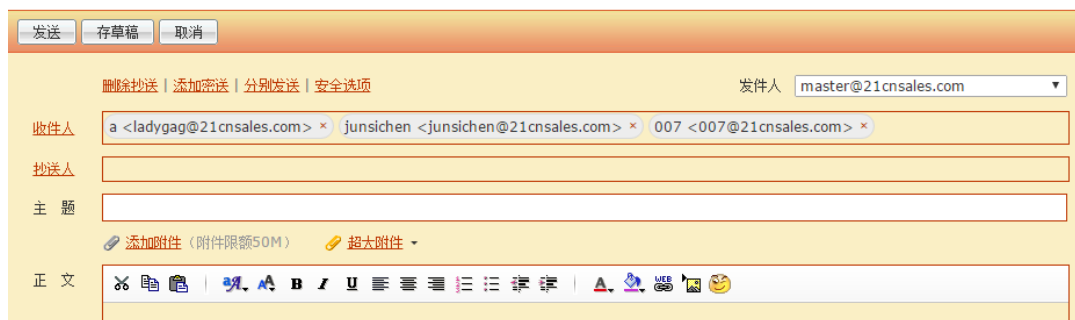 发送 存草稿 取消
删除抄送 | 添加密送 | 分别发送 | 安全选项 发件人 master@21cnsales.com
收件人 a <ladygag@21cnsales.com> × junsichen <junsichen@21cnsales.com> × 007 <007@21cnsales.com> ×
抄送人
主 题
添加附件（附件限额50M） 超大附件
正 文 B I U A WEB